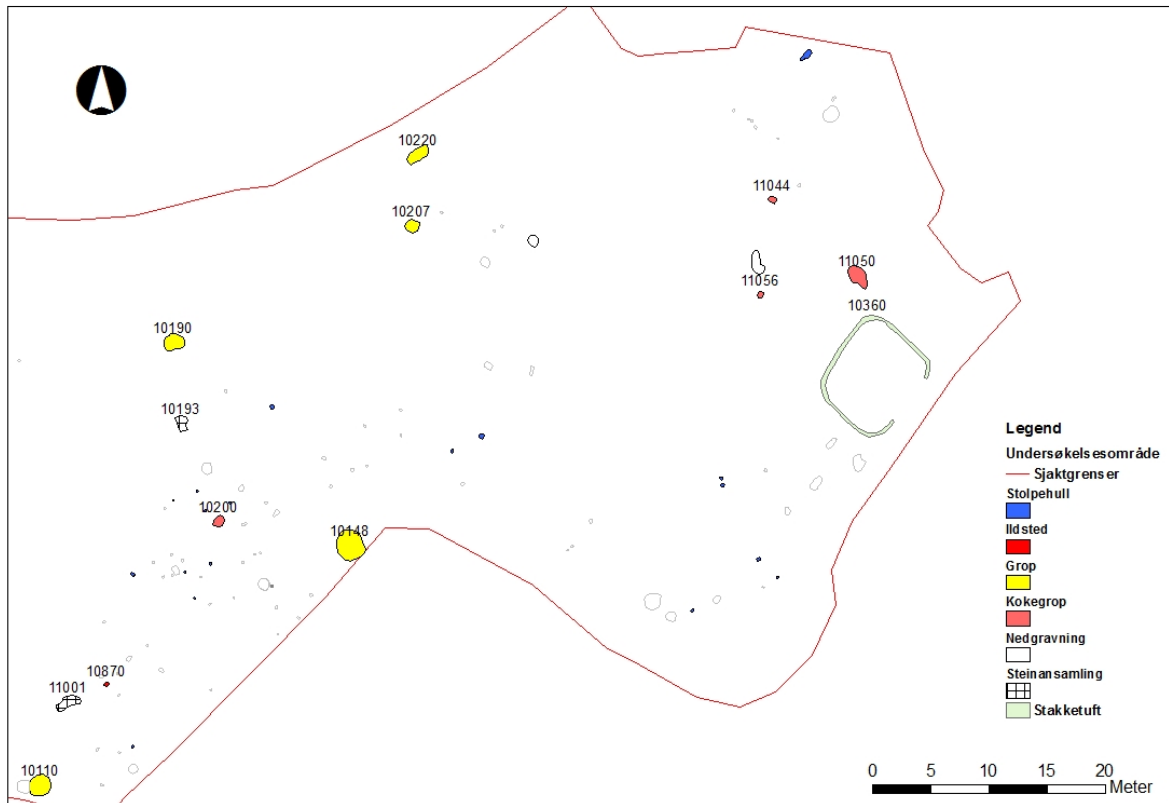 10220
11044
10207
11050
11056
10360
10190
10193
10200
10148
10870
11001
10110
Legend
Undersøkelsesområde
Sjaktgrenser
Stolpehull
Ildsted
Grop
Kokegrop
Nedgravning
Steinansamling
Stakketuft
0 5 10 15 20
Meter